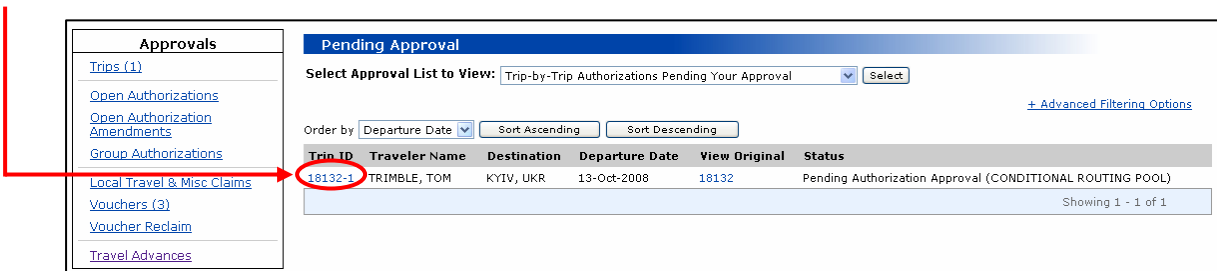 Approvals
Trips (1)
Open Authorizations
Open Authorization
Amendments
Group Authorizations
Local Travel & Misc Claims
Vouchers (3)
Voucher Reclaim
Travel Advances
Pending Approval
Select Approval List to View: Trip-by-Trip Authorizations Pending Your Approval Select
+ Advanced Filtering Options
Order by Departure Date Sort Ascending Sort Descending
Trip ID Traveler Name Destination Departure Date View Original Status
18132-1 TRIMBLE, TOM KYIV, UKR 13-Oct-2008 18132 Pending Authorization Approval (CONDITIONAL ROUTING POOL)
Showing 1 - 1 of 1